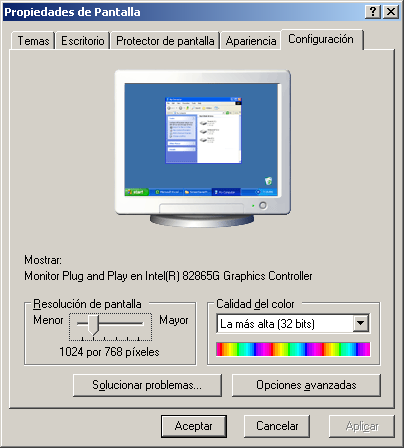 Propiedades de Pantalla
Temas Escritorio Protector de pantalla Apariencia Configuración
Mostrar:
Monitor Plug and Play en Intel(R) 82865G Graphics Controller
Resolución de pantalla
Menor Mayor
1024 por 768 píxeles
Calidad del color
La más alta (32 bits)
Solucionar problemas... Opciones avanzadas
Aceptar Cancelar Aplicar